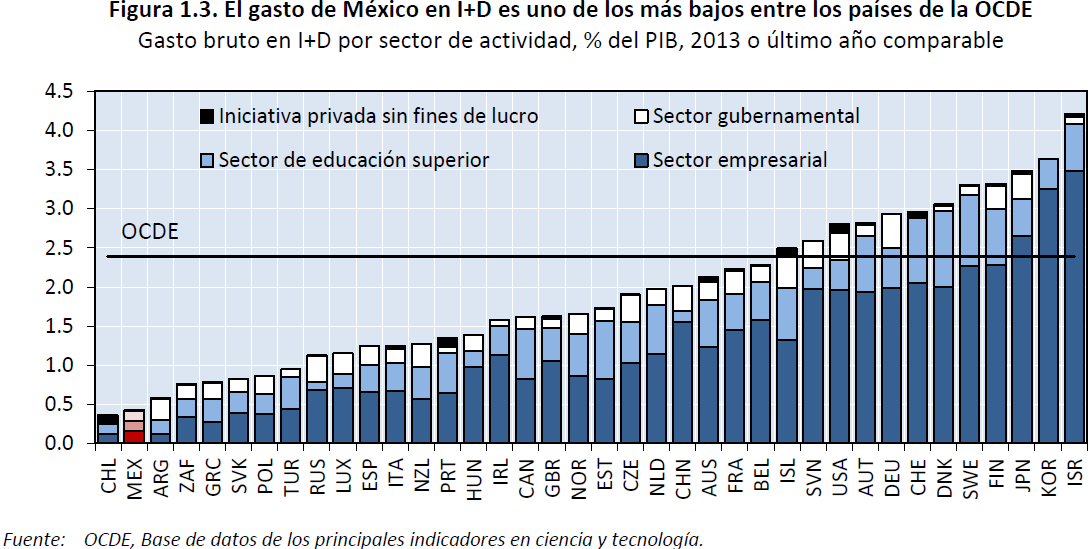 Figura 1.3. El gasto de México en I+D es uno de los más bajos entre los países de la OCDE
Gasto bruto en I+D por sector de actividad, % del PIB, 2013 o último año comparable
4.5
4.0
3.5
3.0
2.5
2.0
1.5
1.0
0.5
0.0
Iniciativa privada sin fines de lucro
Sector gubernamental
Sector de educación superior
Sector empresarial
OCDE
CHL
MEX
ARG
ZAF
GRC
SVK
POL
TUR
RUS
LUX
ESP
ITA
NZL
PRT
HUN
IRL
CAN
GBR
NOR
EST
CZE
NLD
CHN
AUS
FRA
BEL
ISL
SVN
USA
AUT
DEU
CHE
DNK
SWE
FIN
JPN
KOR
ISR
Fuente: OCDE, Base de datos de los principales indicadores en ciencia y tecnología.